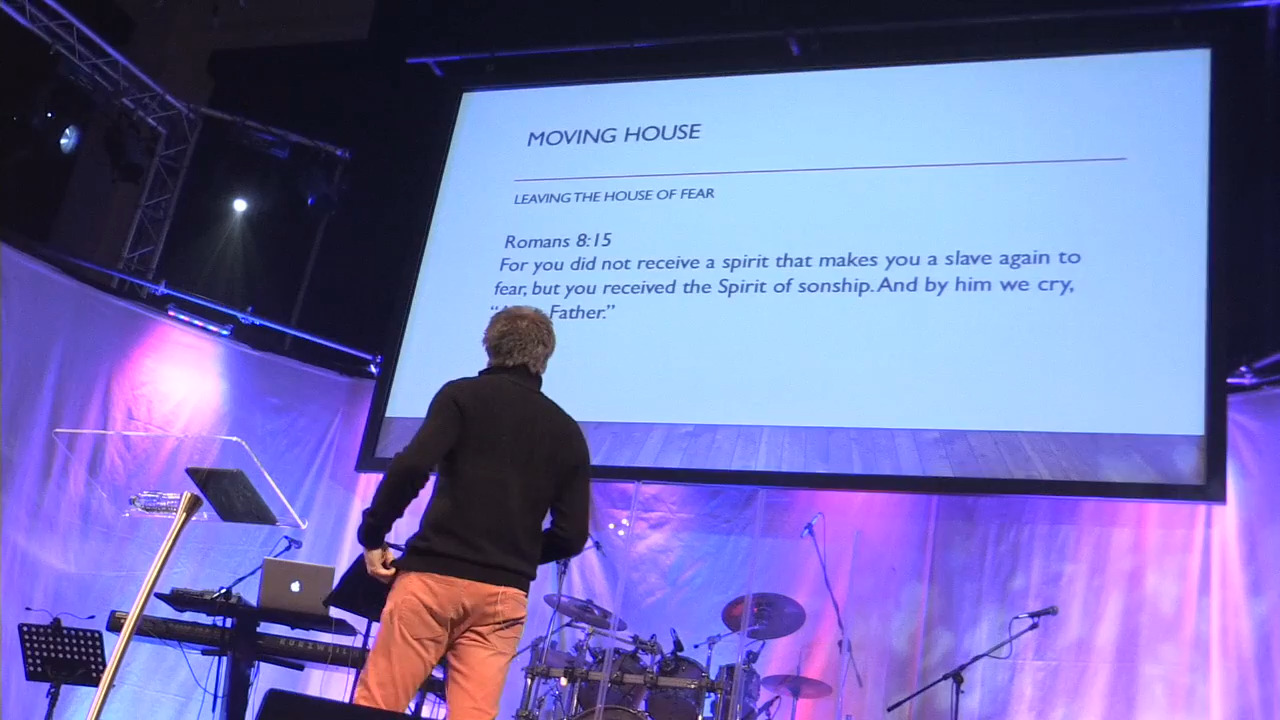 MOVING HOUSE
LEAVING THE HOUSE OF FEAR
Romans 8:15
For you did not receive a spirit that makes you a slave again to
fear, but you received the Spirit of sonship. And by him we cry,
“ Father.”
KURZWEIL